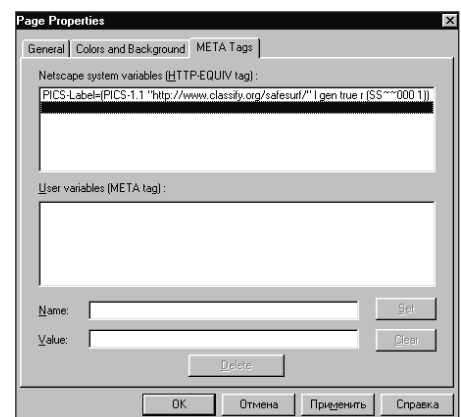 Page Properties
General Colors and Background META Tags
Netscape system variables (HTTP-EQUIV tag) :
PICS-Label=(PICS-1.1 "http://www.classify.org/safesurf/" l gen true r (SS~~000 1))
User variables (META tag) :
Name: Set
Value: Clear
Delete
OK Отмена Применить Справка